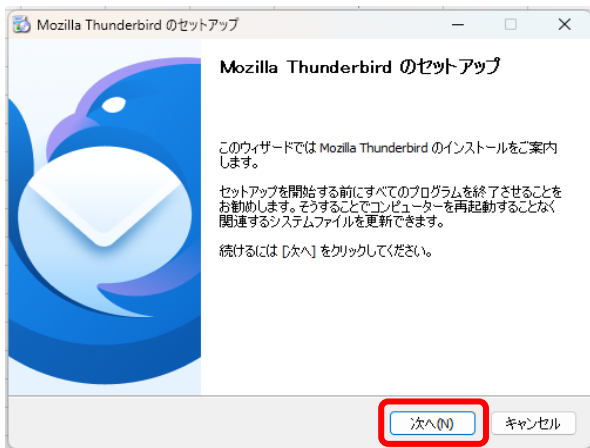 Mozilla Thunderbird のセットアップ
Mozilla Thunderbird のセットアップ
このウィザードでは Mozilla Thunderbird のインストールをご案内
します。
セットアップを開始する前にすべてのプログラムを終了させることを
お勧めします。そうすることでコンピューターを再起動することなく
関連するシステムファイルを更新できます。
続けるには [次へ] をクリックしてください。
次へ(N)
キャンセル